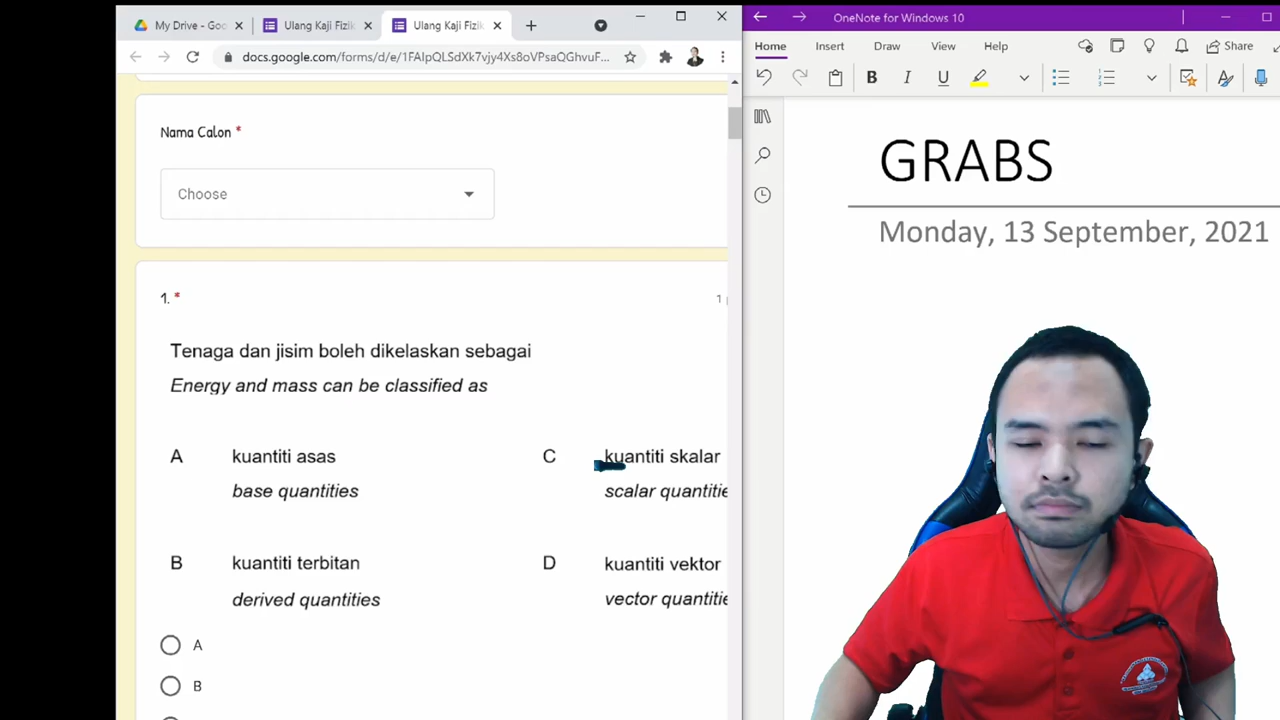 My Drive - Goo
Ulang Kaji Fizik
Ulang Kaji Fizik
docs.google.com/forms/d/e/1FAIpQLSdXk7vjy4Xs8oVPsaQGhvuF...
Nama Calon *
Choose
1. *
1
Tenaga dan jisim boleh dikelaskan sebagai
Energy and mass can be classified as
A kuantiti asas
base quantities
C kuantiti skalar
scalar quantitie
B kuantiti terbitan
derived quantities
D kuantiti vektor
vector quantitie
A
B
OneNote for Windows 10
Home Insert Draw View Help Share
B I U
GRABS
Monday, 13 September, 2021